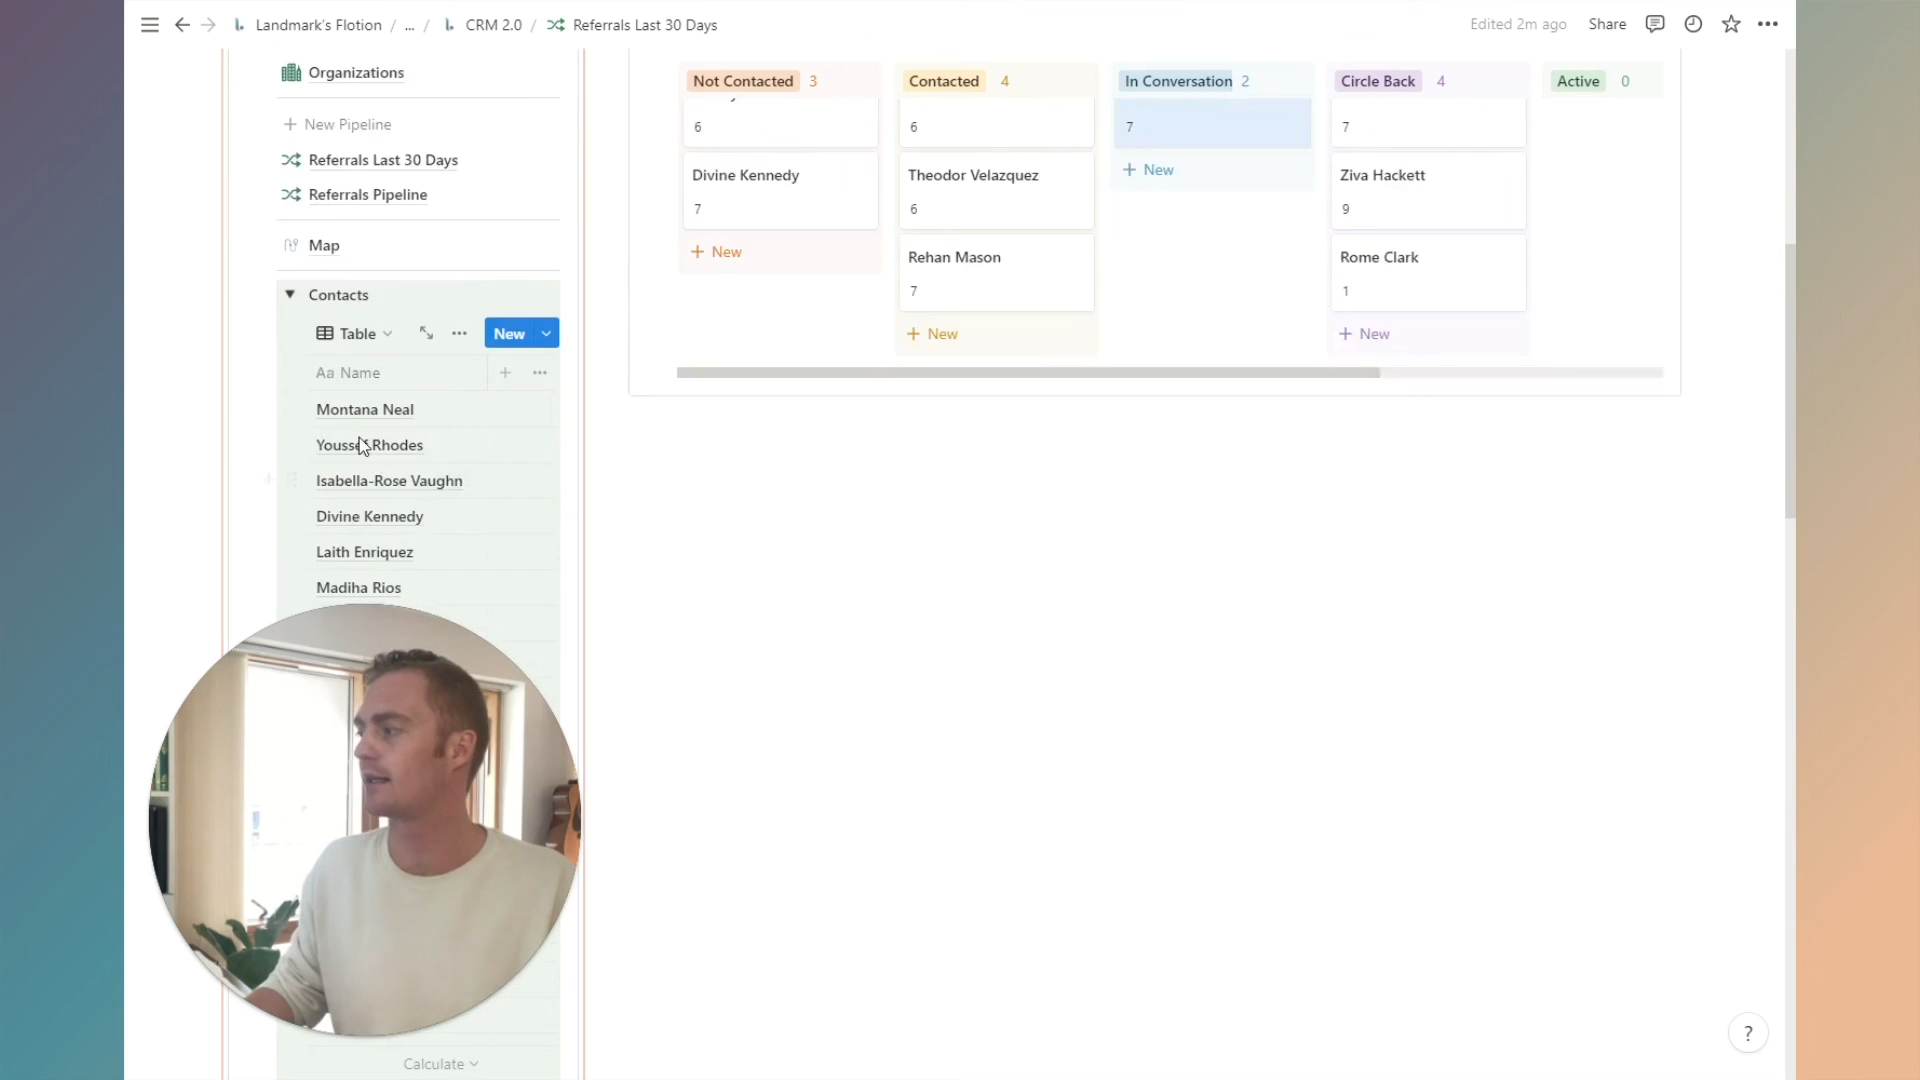 Landmark's Flotion / ... / CRM 2.0 / Referrals Last 30 Days
Edited 2m ago Share
Organizations
New Pipeline
Referrals Last 30 Days
Referrals Pipeline
Map
Contacts
Table
New
Aa Name
Montana Neal
Youssef Rhodes
Isabella-Rose Vaughn
Divine Kennedy
Laith Enriquez
Madiha Rios
Calculate
Not Contacted 3
6
Divine Kennedy
7
+ New
Contacted 4
6
Theodor Velazquez
6
Rehan Mason
7
+ New
In Conversation 2
7
+ New
Circle Back 4
7
Ziva Hackett
9
Rome Clark
1
+ New
Active 0
?